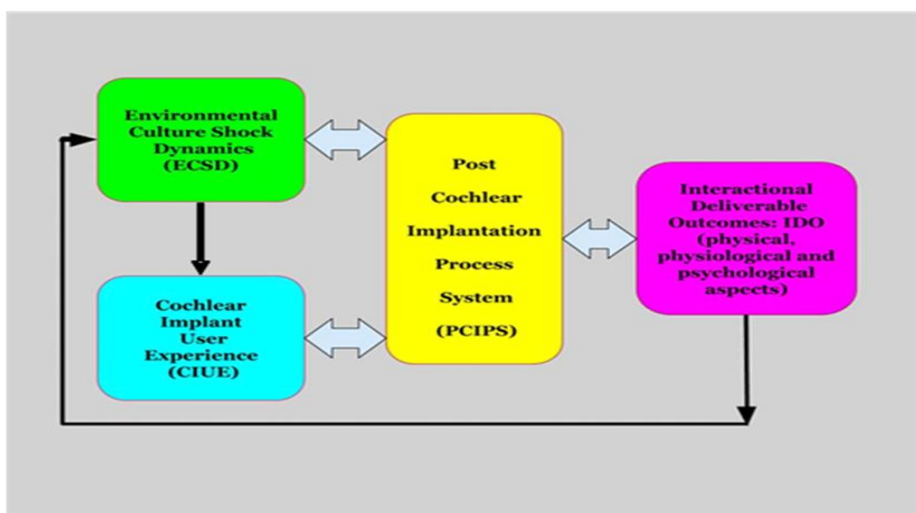 Environmental
Culture Shock
Dynamics
(ECSD)
Cochlear
Implant
User
Experience
(CIUE)
Post
Cochlear
Implantation
Process
System
(PCIPS)
Interactional
Deliverable
Outcomes: IDO
(physical,
physiological and
psychological
aspects)